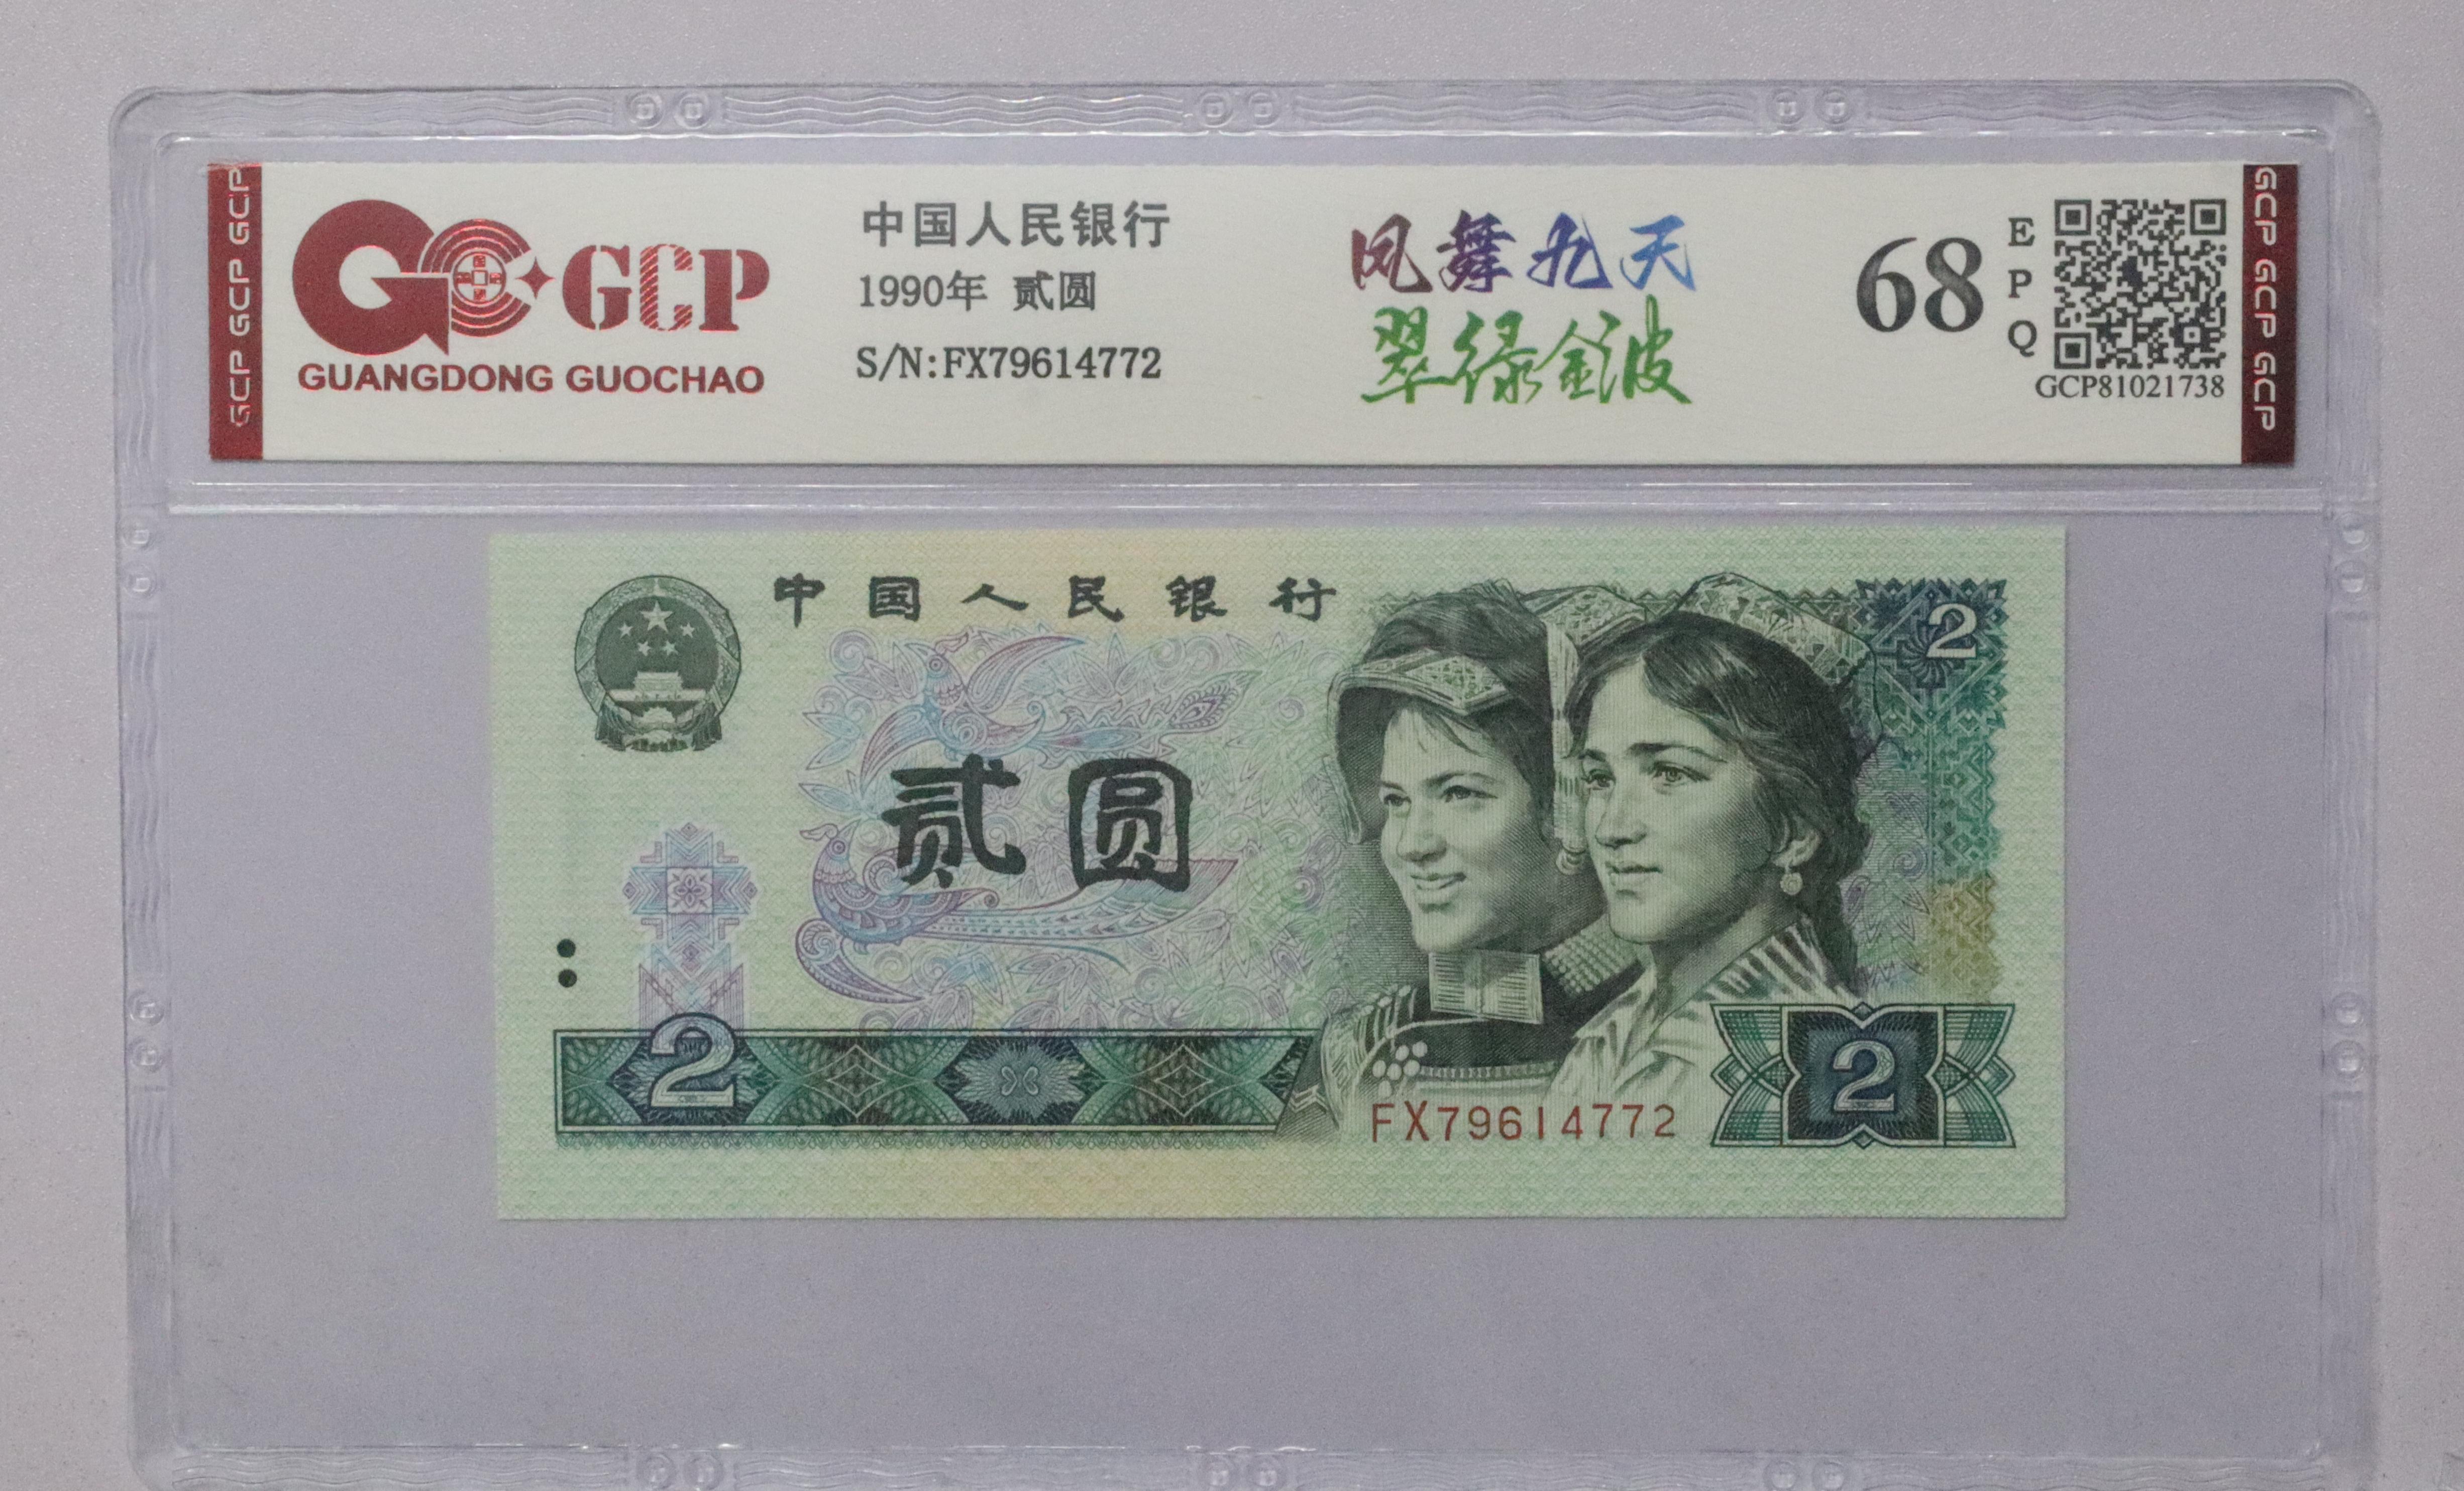 GCP GCP GCP
GCP
GUANGDONG GUOCHAO
中国人民银行
1990年 贰圆
S/N:FX79614772
凤舞九天
翠绿金波
68
EPQ
GCP81021738
GCP GCP GCP
中国人民银行
2
贰圆
2
FX79614772
2